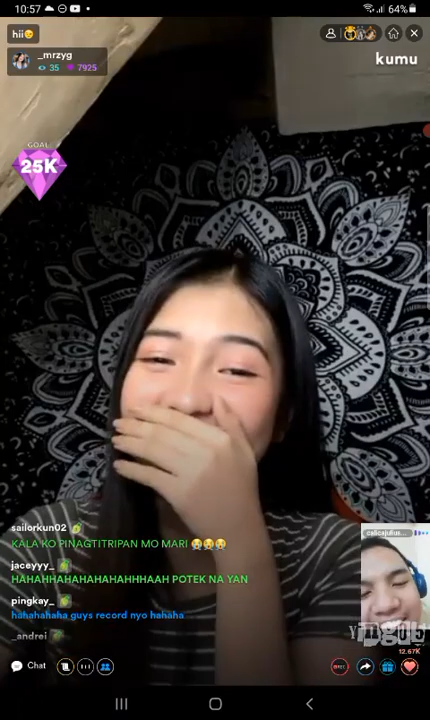 10:57
64%
hii😏
_mrzyg
35 7925
kumu
GOAL
25K
sailorkun02
KALA KO PINAGTITRIPAN MO MARI 😭😭😭
jaceyyy_
HAHAHHAHAHAHAHAHHHAAH POTEK NA YAN
pingkay_
hahahahaha guys record nyo hahaha
_andrei
12.67K
Chat